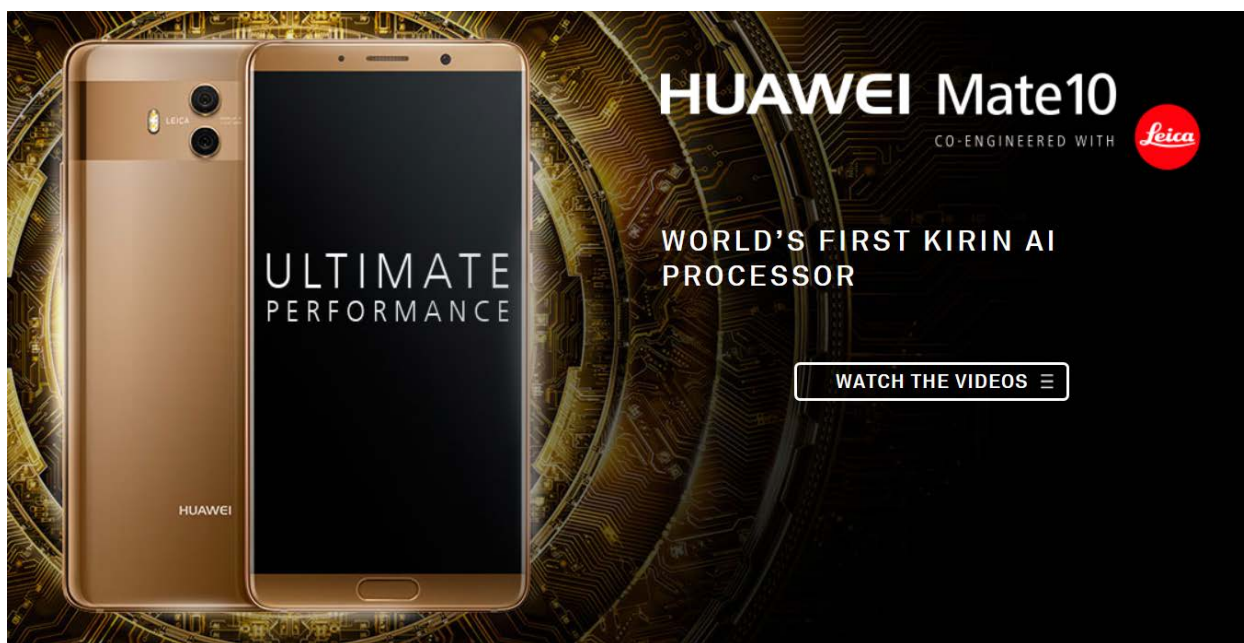 HUAWEI Mate10
CO-ENGINEERED WITH
Leica
LEICA
ULTIMATE
PERFORMANCE
HUAWEI
WORLD'S FIRST KIRIN AI
PROCESSOR
WATCH THE VIDEOS